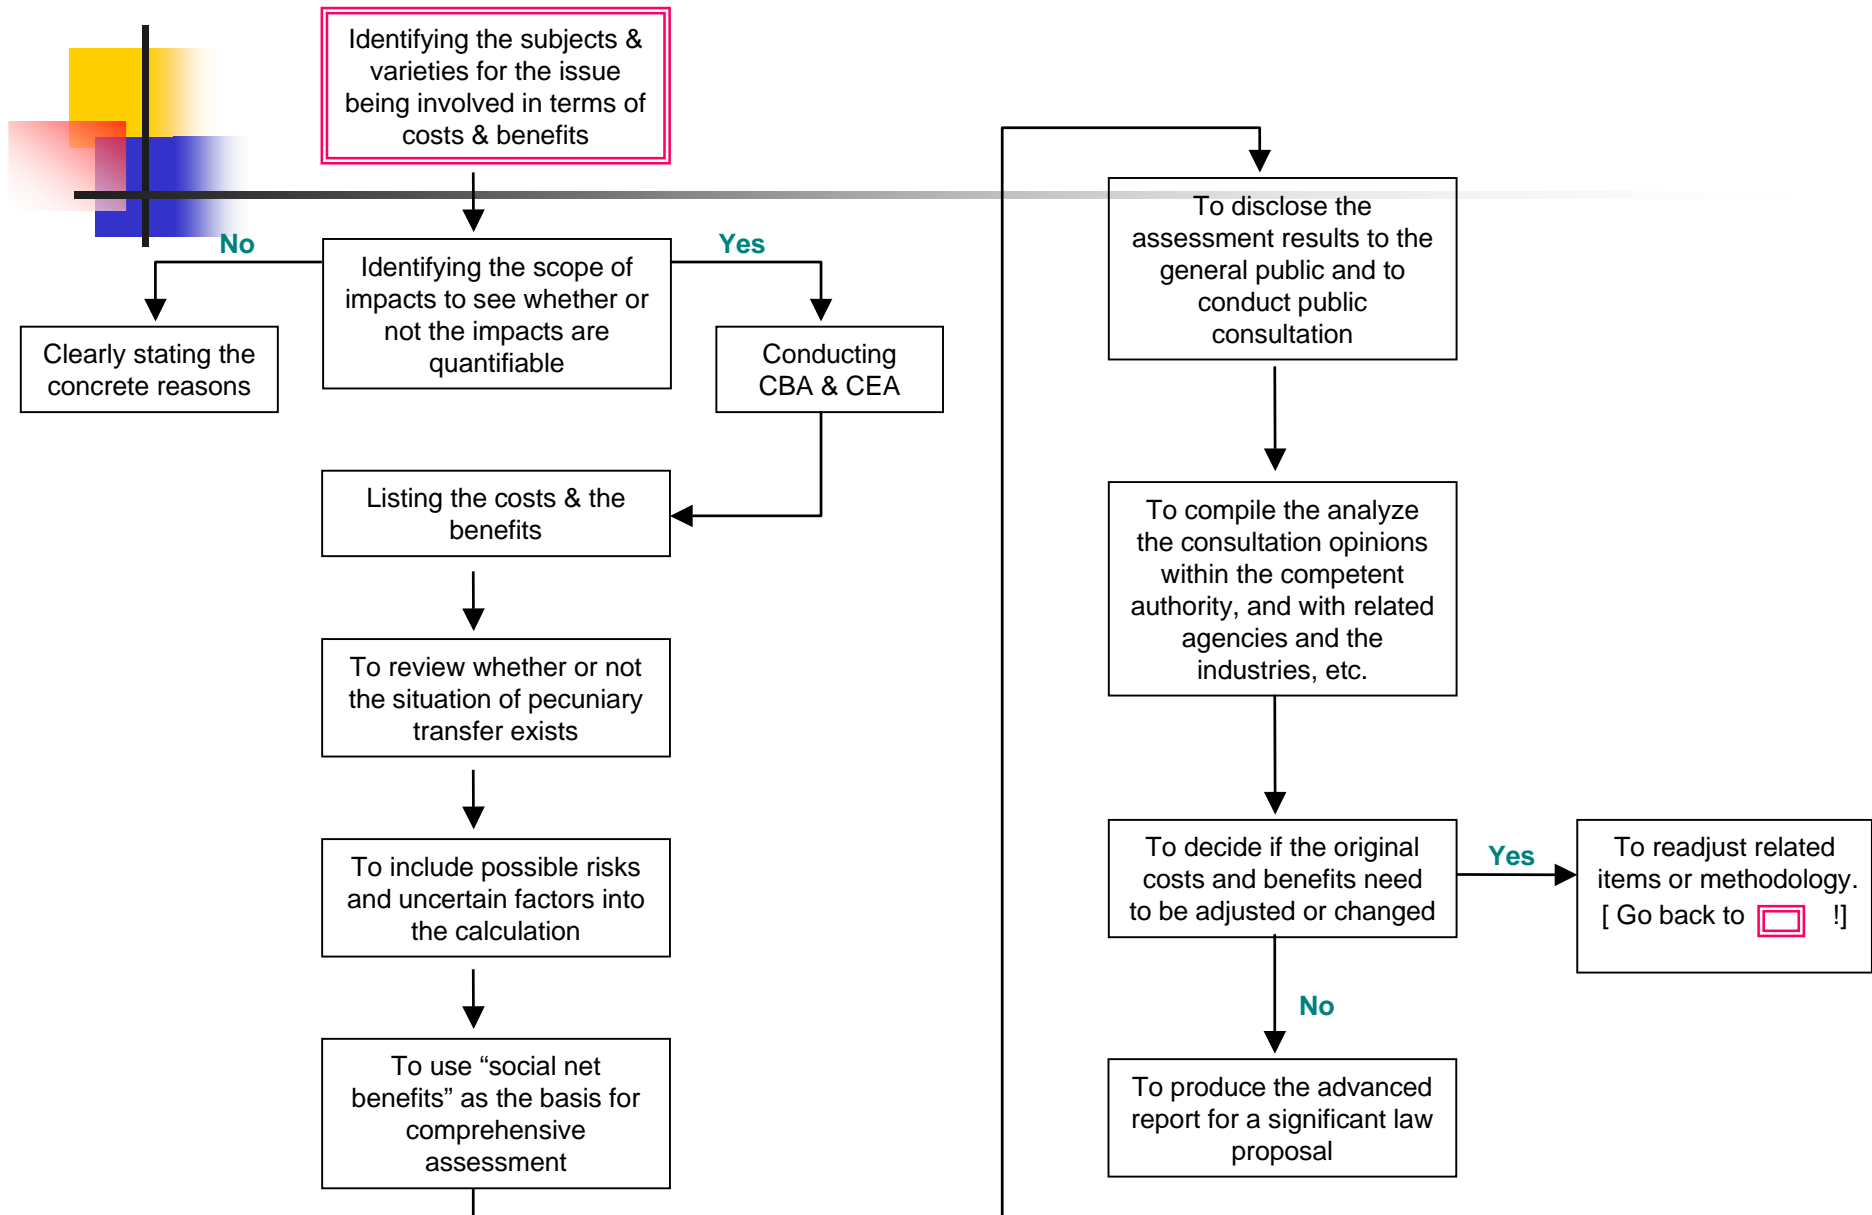 Identifying the subjects &
varieties for the issue
being involved in terms of
costs & benefits
No
Yes
Identifying the scope of
impacts to see whether or
not the impacts are
quantifiable
Clearly stating the
concrete reasons
Conducting
CBA & CEA
Listing the costs & the
benefits
To review whether or not
the situation of pecuniary
transfer exists
To include possible risks
and uncertain factors into
the calculation
To use “social net
benefits” as the basis for
comprehensive
assessment
To disclose the
assessment results to the
general public and to
conduct public
consultation
To compile the analyze
the consultation opinions
within the competent
authority, and with related
agencies and the
industries, etc.
To decide if the original
costs and benefits need
to be adjusted or changed
Yes
To readjust related
items or methodology.
[ Go back to !]
No
To produce the advanced
report for a significant law
proposal